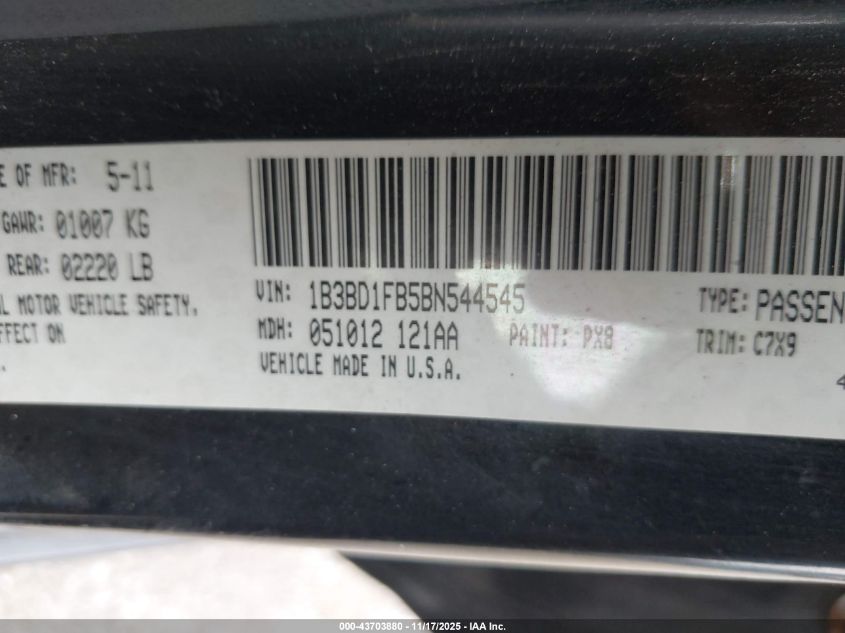 E OF MFR: 5-11
GAWR: 01007 KG
REAR: 02220 LB
L MOTOR VEHICLE SAFETY,
FFECT ON
VIN: 1B3BD1FB5BN544545
TYPE: PASSEN
MDH: 051012 121AA
PAINT: PX8
TRIM: C7X9
VEHICLE MADE IN U.S.A.
4
000-43703880 - 11/17/2025 - IAA Inc.